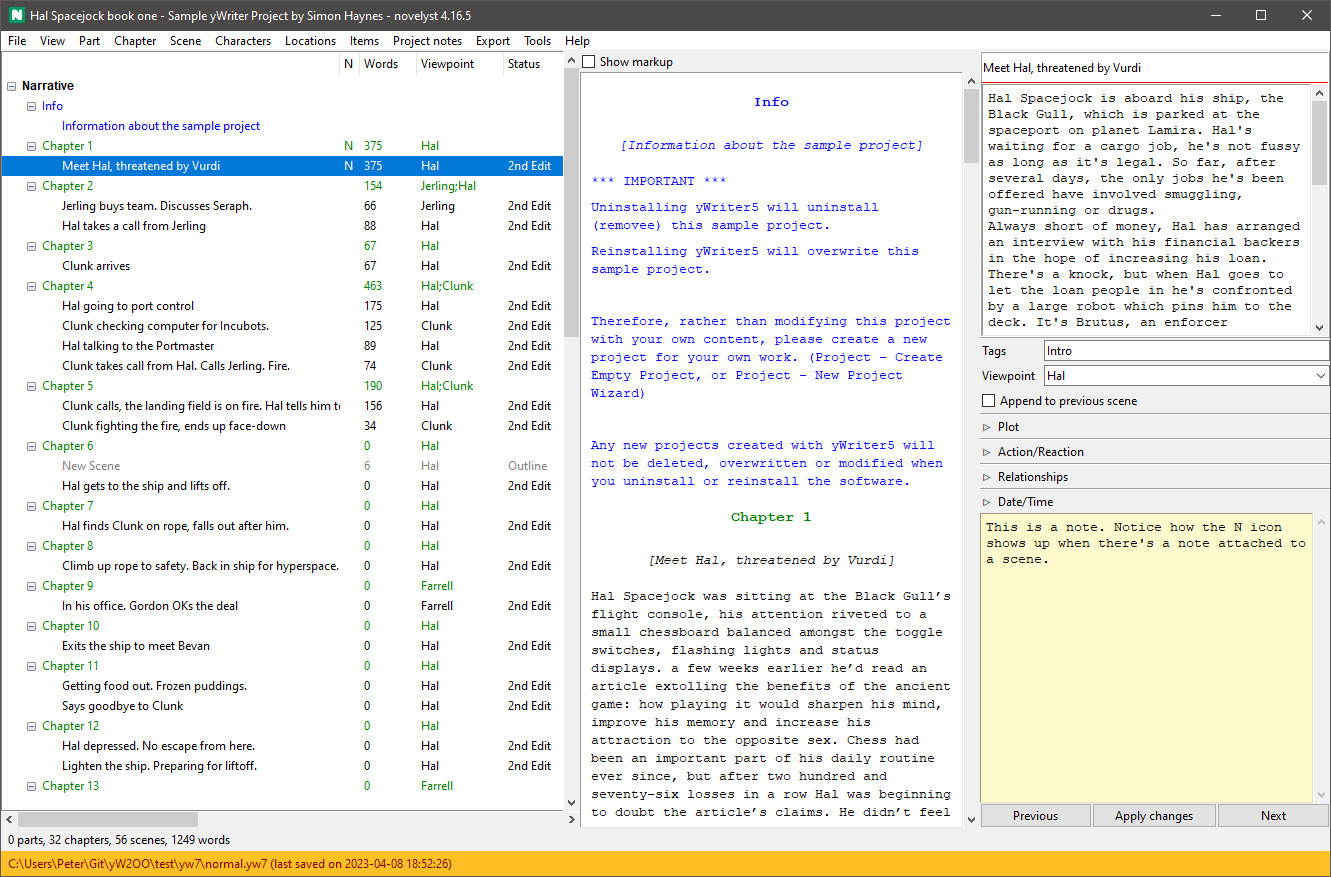 Hal Spacejock book one - Sample yWriter Project by Simon Haynes - novelyst 4.16.5
File View Part Chapter Scene Characters Locations Items Project notes Export Tools Help
N Words Viewpoint Status
Narrative
Info
Information about the sample project
Chapter 1 N 375 Hal
Meet Hal, threatened by Vurdi N 375 Hal 2nd Edit
Chapter 2 154 Jerling;Hal
Jerling buys team. Discusses Seraph. 66 Jerling 2nd Edit
Hal takes a call from Jerling 88 Hal 2nd Edit
Chapter 3 67 Hal
Clunk arrives 67 Hal 2nd Edit
Chapter 4 463 Hal;Clunk
Hal going to port control 175 Hal 2nd Edit
Clunk checking computer for Incubots. 125 Clunk 2nd Edit
Hal talking to the Portmaster 89 Hal 2nd Edit
Clunk takes call from Hal. Calls Jerling. Fire. 74 Clunk 2nd Edit
Chapter 5 190 Hal;Clunk
Clunk calls, the landing field is on fire. Hal tells him to 156 Hal 2nd Edit
Clunk fighting the fire, ends up face-down 34 Clunk 2nd Edit
Chapter 6 0 Hal
New Scene 6 Hal Outline
Hal gets to the ship and lifts off. 0 Hal 2nd Edit
Chapter 7 0 Hal
Hal finds Clunk on rope, falls out after him. 0 Hal 2nd Edit
Chapter 8 0 Hal
Climb up rope to safety. Back in ship for hyperspace. 0 Hal 2nd Edit
Chapter 9 0 Farrell
In his office. Gordon OKs the deal 0 Farrell 2nd Edit
Chapter 10 0 Hal
Exits the ship to meet Bevan 0 Hal 2nd Edit
Chapter 11 0 Hal
Getting food out. Frozen puddings. 0 Hal 2nd Edit
Says goodbye to Clunk 0 Hal 2nd Edit
Chapter 12 0 Hal
Hal depressed. No escape from here. 0 Hal 2nd Edit
Lighten the ship. Preparing for liftoff. 0 Hal 2nd Edit
Chapter 13 0 Farrell
Show markup
Info
[Information about the sample project]
*** IMPORTANT ***
Uninstalling yWriter5 will uninstall
(removee) this sample project.
Reinstalling yWriter5 will overwrite this
sample project.
Therefore, rather than modifying this project
with your own content, please create a new
project for your own work. (Project - Create
Empty Project, or Project - New Project
Wizard)
Any new projects created with yWriter5 will
not be deleted, overwritten or modified when
you uninstall or reinstall the software.
Chapter 1
[Meet Hal, threatened by Vurdi]
Hal Spacejock was sitting at the Black Gull’s
flight console, his attention riveted to a
small chessboard balanced amongst the toggle
switches, flashing lights and status
displays. a few weeks earlier he’d read an
article extolling the benefits of the ancient
game: how playing it would sharpen his mind,
improve his memory and increase his
attraction to the opposite sex. Chess had
been an important part of his daily routine
ever since, but after two hundred and
seventy-six losses in a row Hal was beginning
to doubt the article’s claims. He didn’t feel
Meet Hal, threatened by Vurdi
Hal Spacejock is aboard his ship, the
Black Gull, which is parked at the
spaceport on planet Lamira. Hal's
waiting for a cargo job, he's not fussy
as long as it's legal. So far, after
several days, the only jobs he's been
offered have involved smuggling,
gun-running or drugs.
Always short of money, Hal has arranged
an interview with his financial backers
in the hope of increasing his loan.
There's a knock, but when Hal goes to
let the loan people in he's confronted
by a large robot which pins him to the
deck. It's Brutus, an enforcer
Tags Intro
Viewpoint Hal
Append to previous scene
Plot
Action/Reaction
Relationships
Date/Time
This is a note. Notice how the N icon
shows up when there's a note attached to
a scene.
Previous Apply changes Next
0 parts, 32 chapters, 56 scenes, 1249 words
C:\Users\Peter\Git\yW2OO\test\yw7\normal.yw7 (last saved on 2023-04-08 18:52:26)